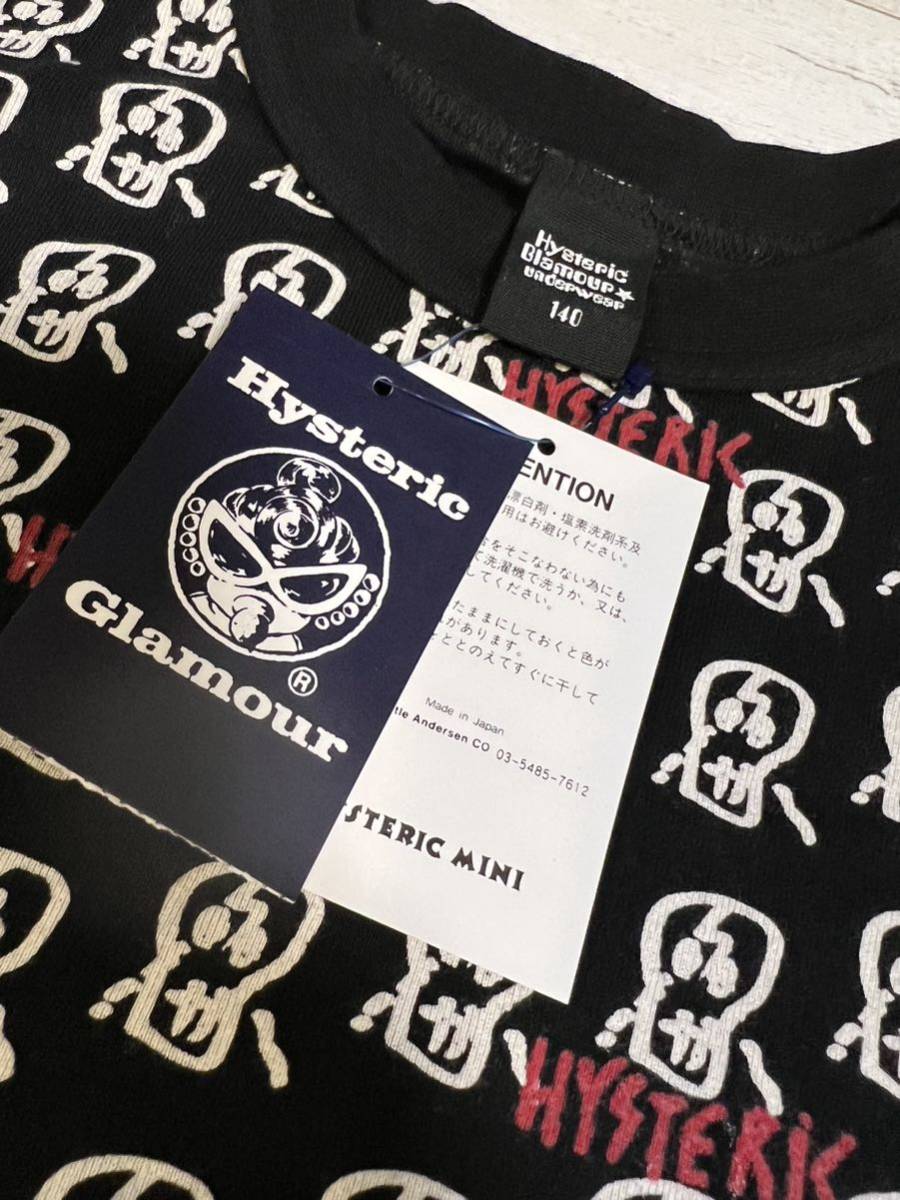 Hysteric
Glamour
underwear
140
HYSTERIC
Hysteric
Glamour
®
ENTION
漂白剤・塩素洗剤系及
用はお避けください。
をそこなわない為にも
て洗濯機で洗うか、又は、
してください。
たままにしておくと色が
があります。
ととのえてすぐに干して
Made in Japan
tle Andersen CO 03-5485-7612
STERIC MINI
HYSTERIC